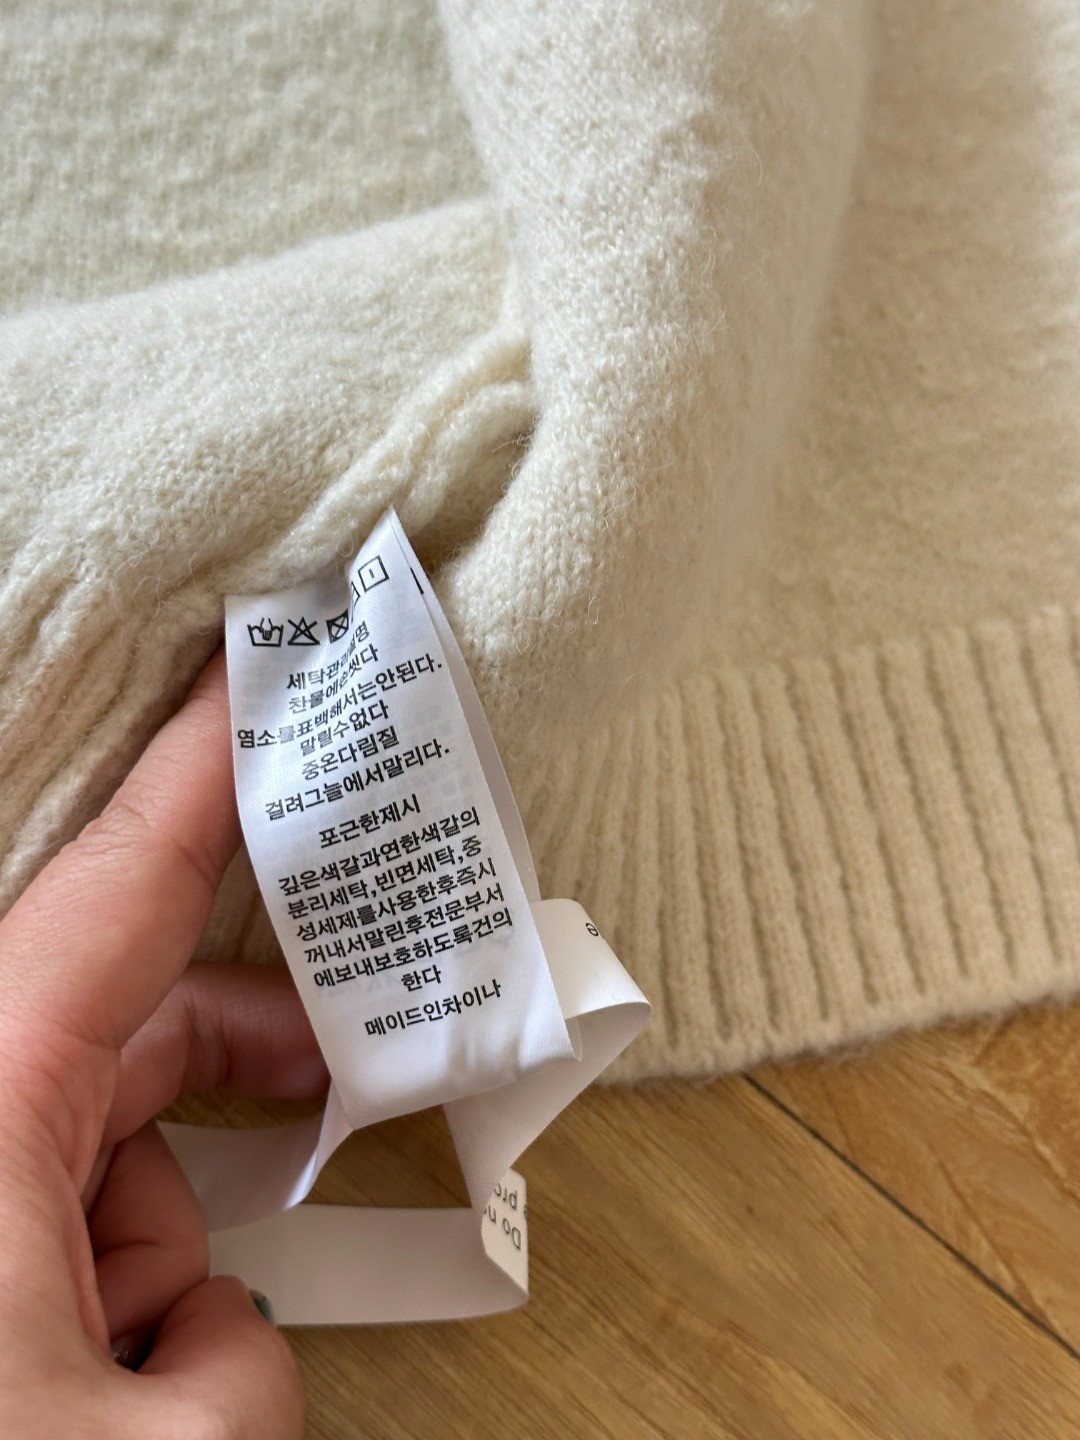 세탁관리설명
찬물에손씻다
염소를표백해서는안된다.
말릴수없다
중온다림질
걸려그늘에서말리다.
포근한제시
깊은색갈과연한색갈의
분리세탁,빈면세탁,중
성세제를사용한후즉시
꺼내서말린후전문부서
에보내보호하도록건의
한다
메이드인차이나
Do